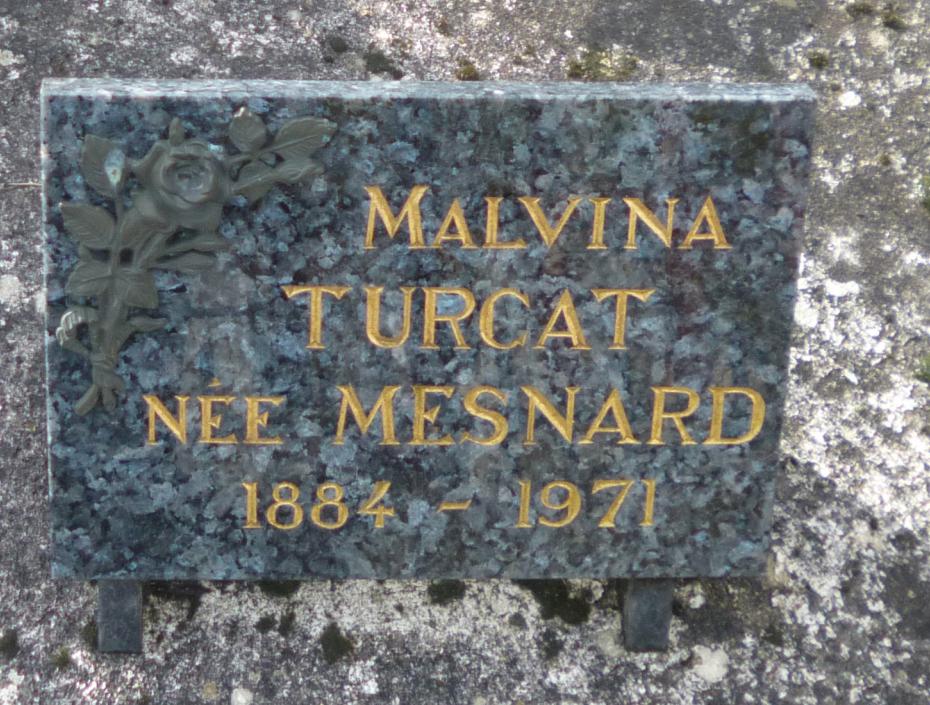 MALVINA
TURCAT
NÉE MESNARD
1884 - 1971